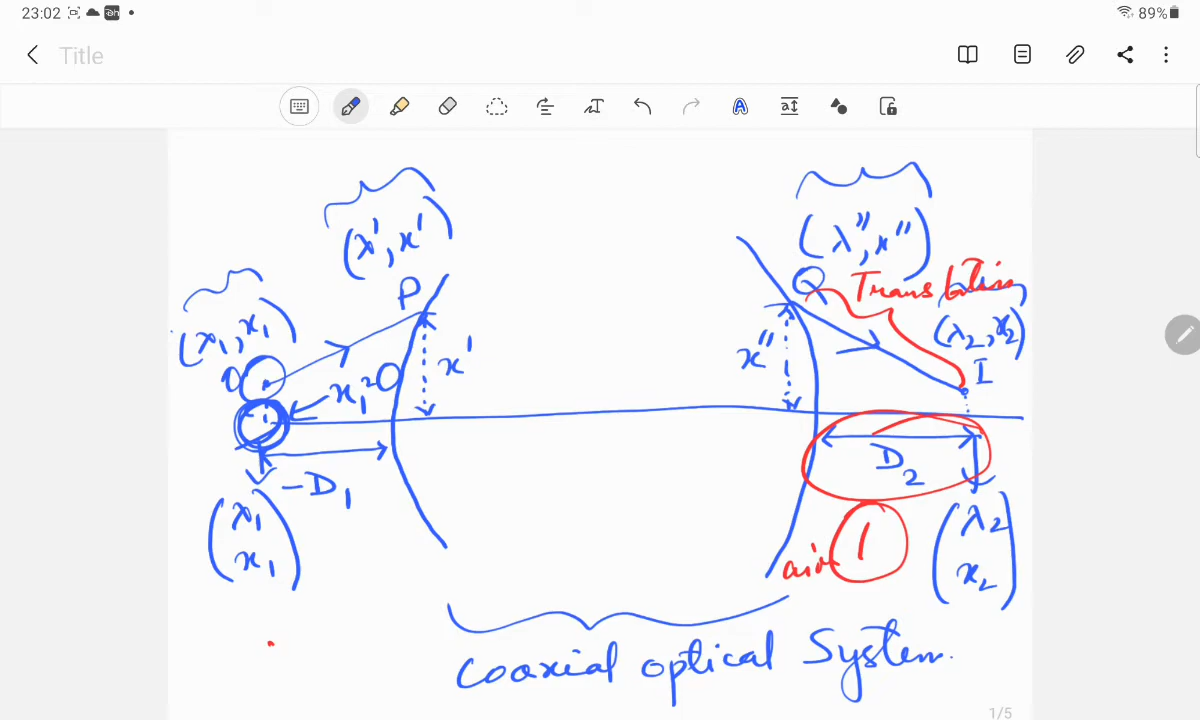 23:02
89%
Title
(λ', x')
(λ'', x'')
P
Q
Translation
(λ₁, x₁)
(λ₂, x₂)
O
x₁
x'
x''
I
-D₁
D₂
(λ₁
x₁)
air 1
(λ₂
x₂)
Coaxial optical System.
1/5